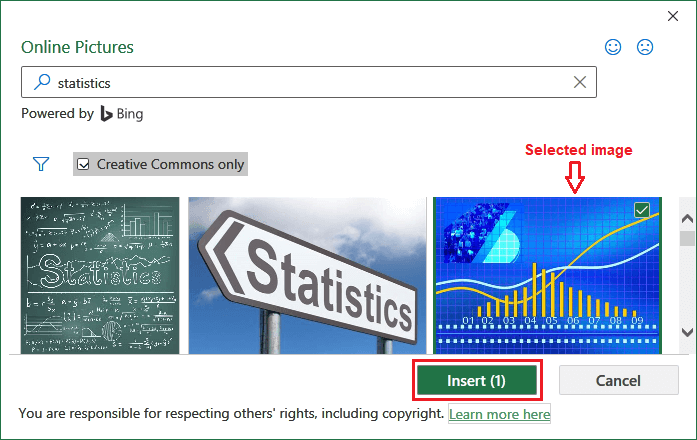 Online Pictures
statistics
Powered by Bing
Creative Commons only
Selected image
Statistics
Statistics
01 02 03 04 05 06 07 08 09
Insert (1)
Cancel
You are responsible for respecting others' rights, including copyright. Learn more here